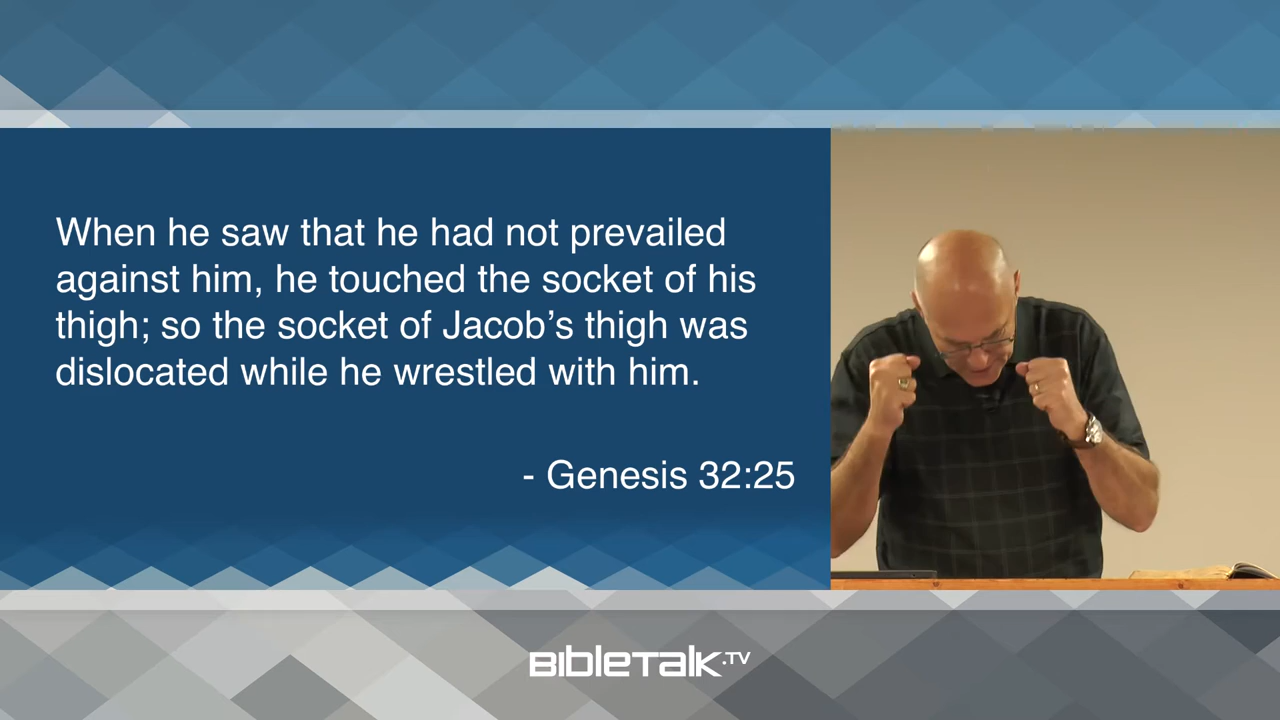 When he saw that he had not prevailed
against him, he touched the socket of his
thigh; so the socket of Jacob’s thigh was
dislocated while he wrestled with him.
- Genesis 32:25
BIBLETALK.TV